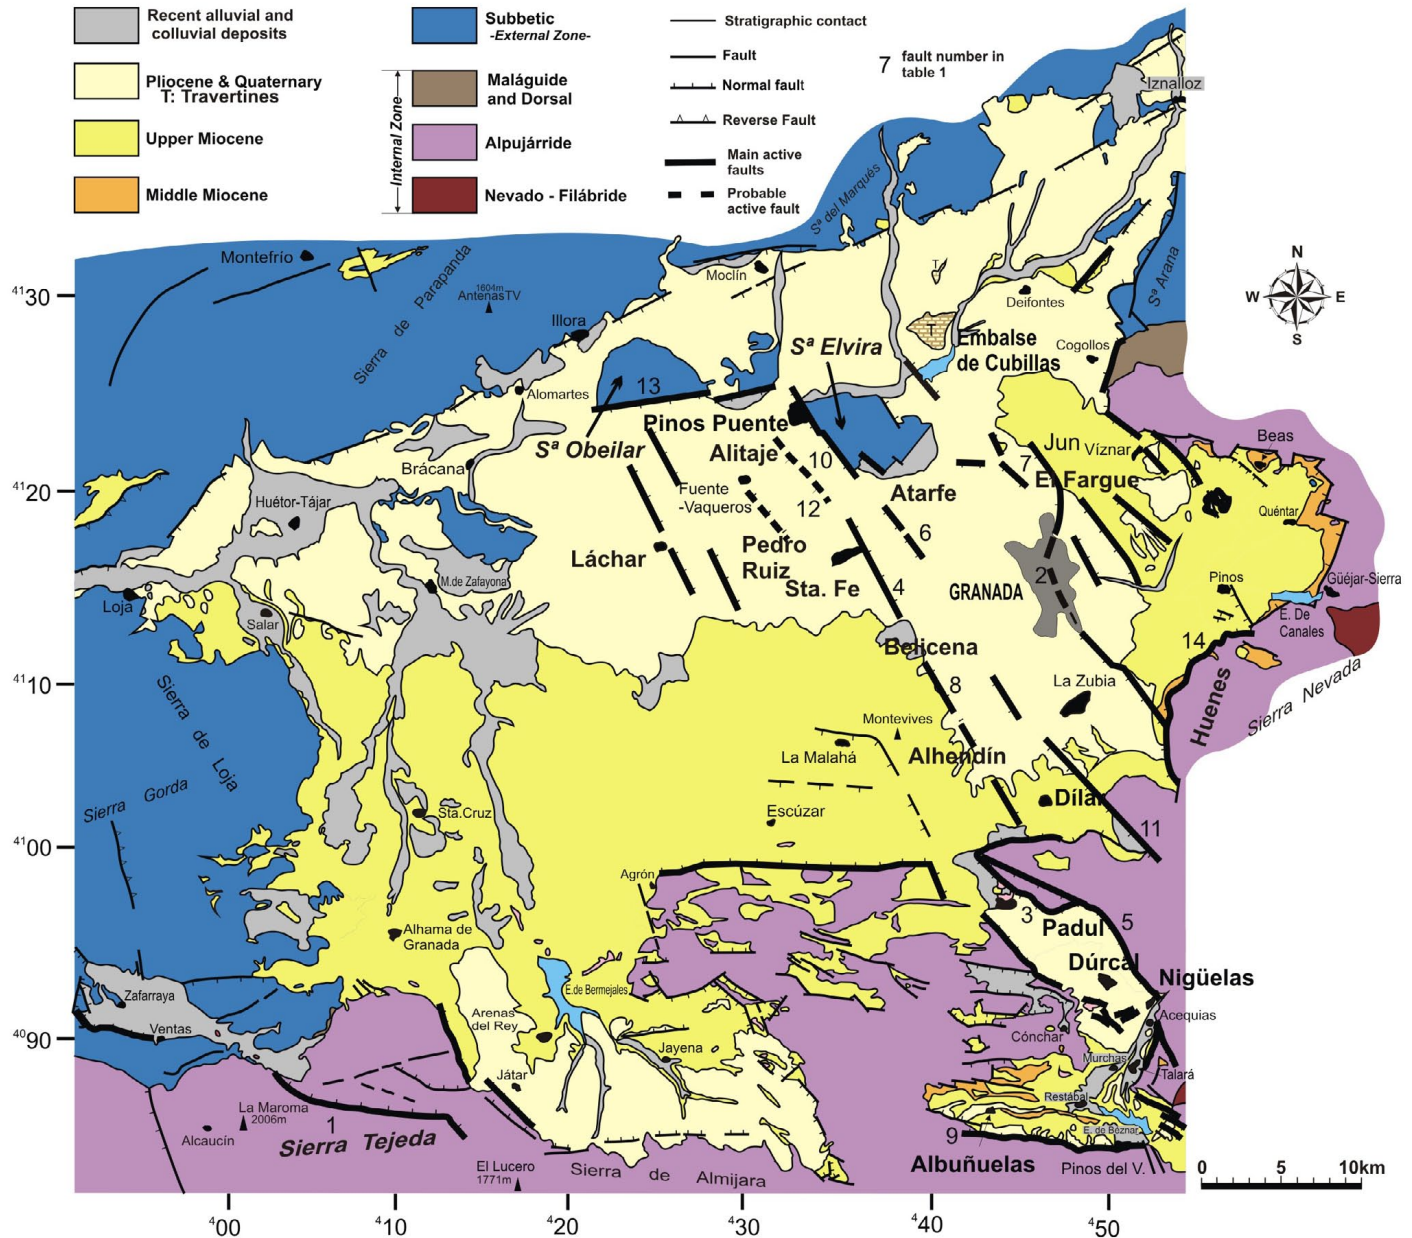 Recent alluvial and
colluvial deposits
Pliocene & Quaternary
T: Travertines
Upper Miocene
Middle Miocene
Subbetic
-External Zone-
Internal Zone
Maláguide
and Dorsal
Alpujárride
Nevado - Filábride
Stratigraphic contact
Fault
Normal fault
Reverse Fault
Main active
faults
Probable
active fault
7 fault number in
table 1
Iznalloz
Sª del Marqués
Montefrío
Sierra de Parapanda
1604m
AntenasTV
Moclín
T
Deifontes
Sª Arana
N
W E
S
4130
Illora
T
Embalse
de Cubillas
Sª Elvira
Cogollos
13
Alomartes
Pinos Puente
Sª Obeilar
Alitaje
10
Jun
Víznar
Beas
Brácana
7
El Fargue
4120
Huétor-Tájar
Fuente
-Vaqueros
Atarfe
12
Quéntar
6
Láchar
Pedro
Ruiz
Sta. Fe
4
GRANADA
2
M.de Zafayona
Pinos
Güéjar-Sierra
Loja
Salar
E. De
Canales
Belicena
14
4110
8
La Zubia
Huenes
Sierra Nevada
Sierra de Loja
Montevives
La Malahá
Alhendín
Sierra Gorda
Sta.Cruz
Escúzar
Dílar
11
4100
Agrón
3
Padul
5
Alhama de
Granada
Dúrcal
Nigüelas
Zafarraya
E.de Bermejales
Arenas
del Rey
Acequias
Ventas
Cónchar
4090
Jayena
Murchas
Talará
Játar
Restábal
La Maroma
2006m
1
Alcaucín
Sierra Tejeda
E. de Béznar
9
Albuñuelas
Pinos del V.
El Lucero
1771m
Sierra de Almijara
0 5 10km
400 410 420 430 440 450